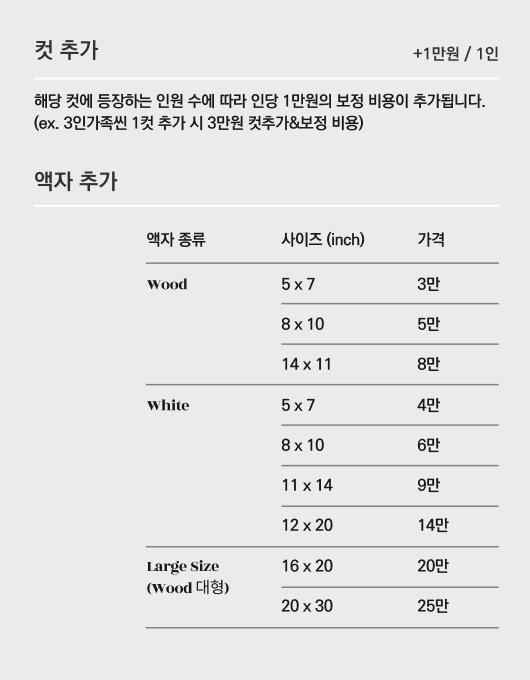 컷 추가
+1만원 / 1인
해당 컷에 등장하는 인원 수에 따라 인당 1만원의 보정 비용이 추가됩니다.
(ex. 3인가족씬 1컷 추가 시 3만원 컷추가&보정 비용)
액자 추가
액자 종류 사이즈 (inch) 가격
Wood 5 x 7 3만
8 x 10 5만
14 x 11 8만
White 5 x 7 4만
8 x 10 6만
11 x 14 9만
12 x 20 14만
Large Size 16 x 20 20만
(Wood 대형)
20 x 30 25만